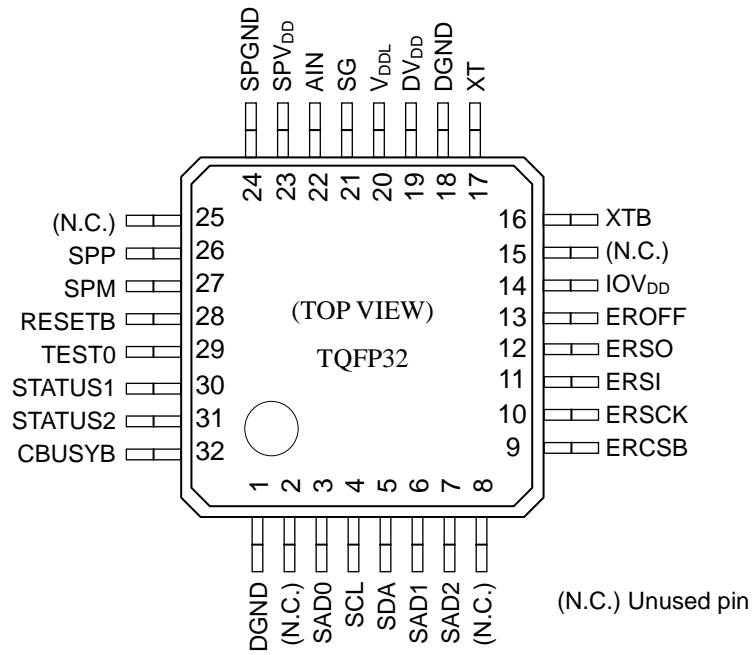 SPGND SPVDD AIN SG VDDL DVDD DGND XT
24 23 22 21 20 19 18 17
(N.C.) 25
SPP 26
SPM 27
RESETB 28
TEST0 29
STATUS1 30
STATUS2 31
CBUSYB 32
(TOP VIEW)
TQFP32
16 XTB
15 (N.C.)
14 IOVDD
13 EROFF
12 ERSO
11 ERSI
10 ERSCK
9 ERCSB
1 2 3 4 5 6 7 8
DGND (N.C.) SAD0 SCL SDA SAD1 SAD2 (N.C.)
(N.C.) Unused pin